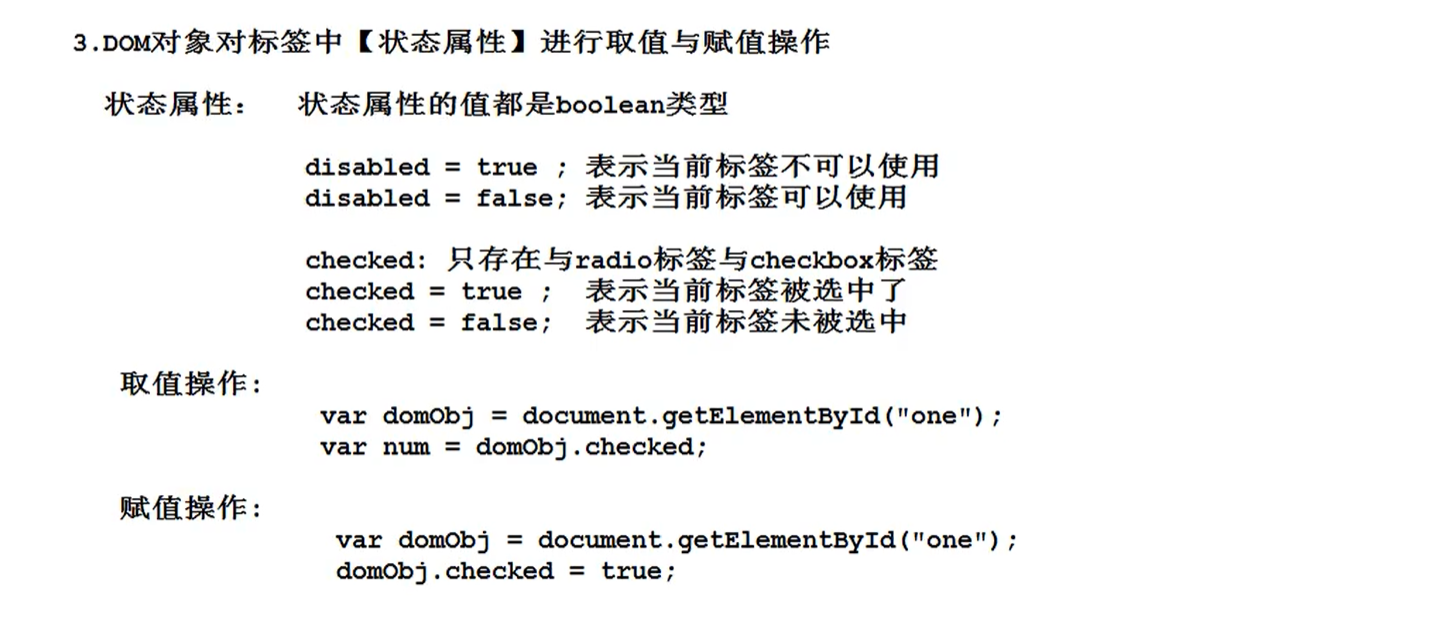 3.DOM对象对标签中【状态属性】进行取值与赋值操作
状态属性： 状态属性的值都是boolean类型
disabled = true ; 表示当前标签不可以使用
disabled = false; 表示当前标签可以使用
checked: 只存在与radio标签与checkbox标签
checked = true ; 表示当前标签被选中了
checked = false; 表示当前标签未被选中
取值操作:
var domObj = document.getElementById("one");
var num = domObj.checked;
赋值操作:
var domObj = document.getElementById("one");
domObj.checked = true;